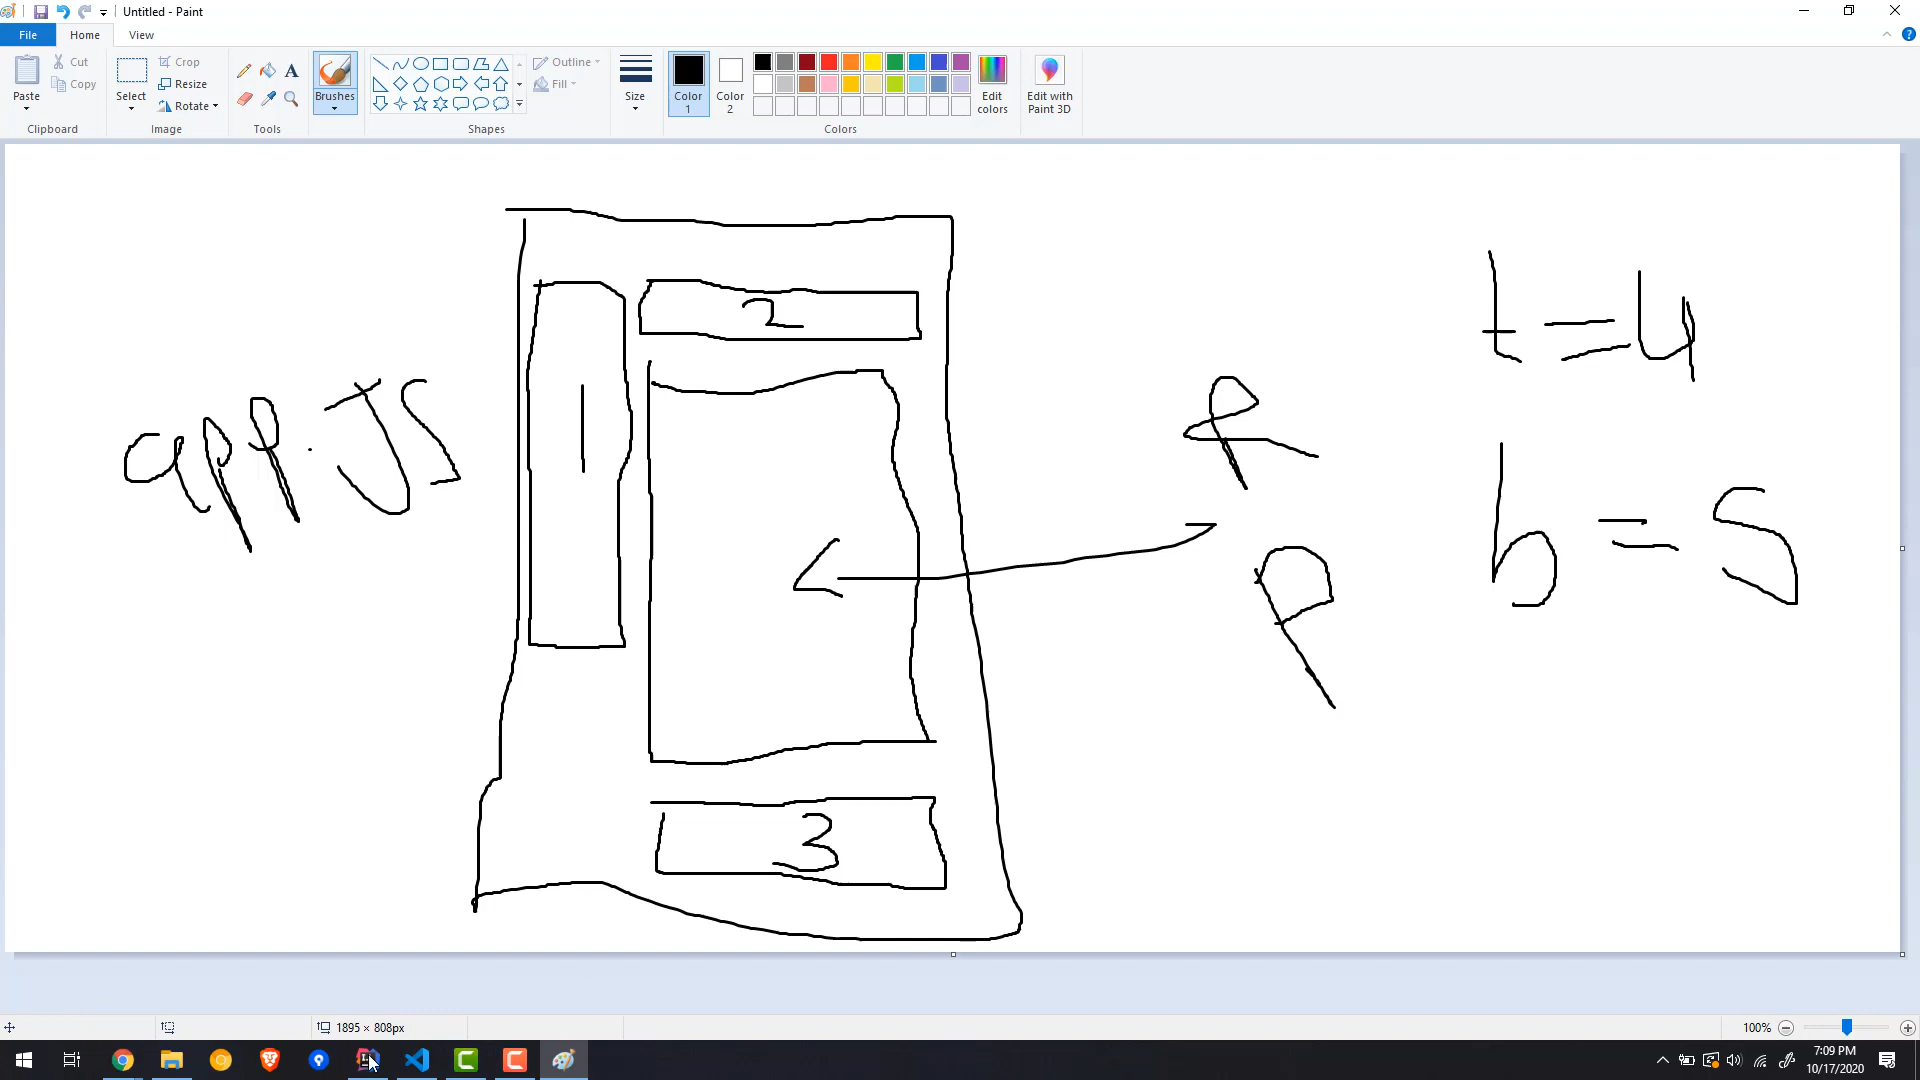 Untitled - Paint
File
Home
View
Paste
Cut
Copy
Clipboard
Select
Crop
Resize
Rotate
Image
Tools
Brushes
Shapes
Outline
Fill
Size
Color 1
Color 2
Edit colors
Edit with Paint 3D
Colors
app.JS
1
2
3
R
P
t=4
b=5
1895 × 808px
100%
7:09 PM
10/17/2020